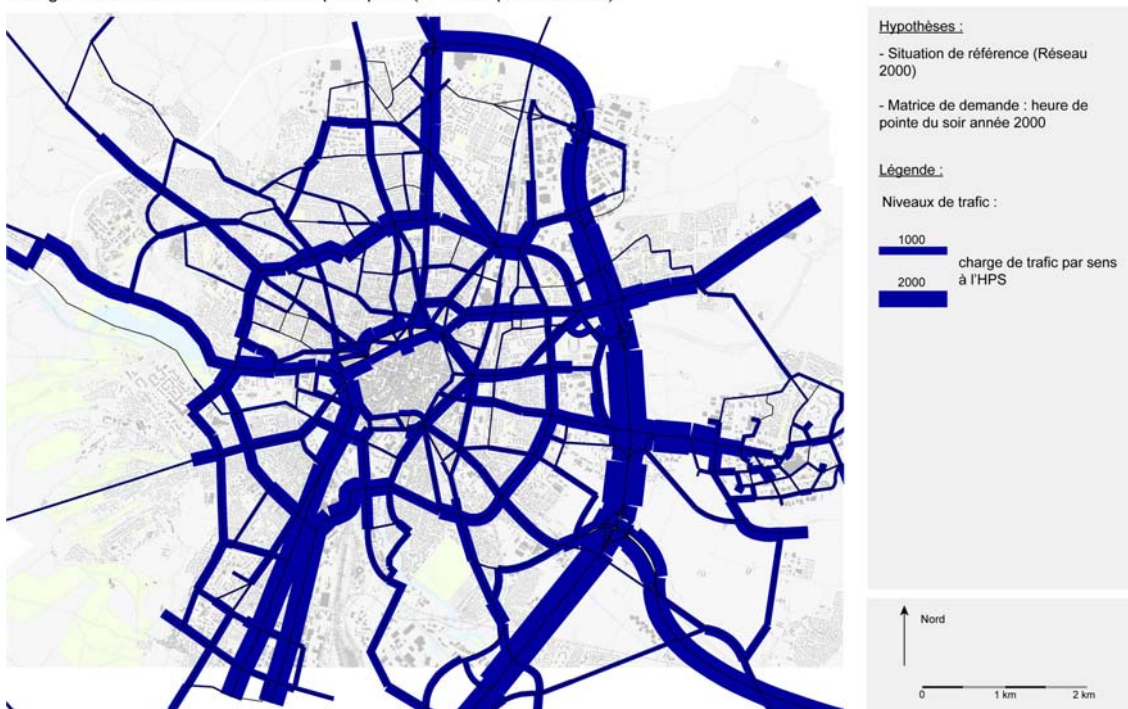 Hypothèses :
- Situation de référence (Réseau
2000)
- Matrice de demande : heure de
pointe du soir année 2000
Légende :
Niveaux de trafic :
1000
charge de trafic par sens
à l'HPS
2000
Nord
0 1 km 2 km